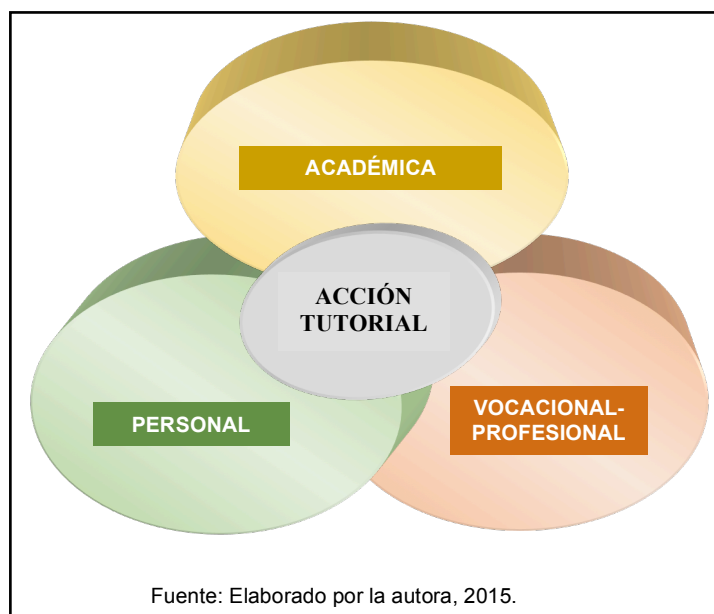 ACADÉMICA
ACCIÓN
TUTORIAL
PERSONAL
VOCACIONAL-
PROFESIONAL
Fuente: Elaborado por la autora, 2015.